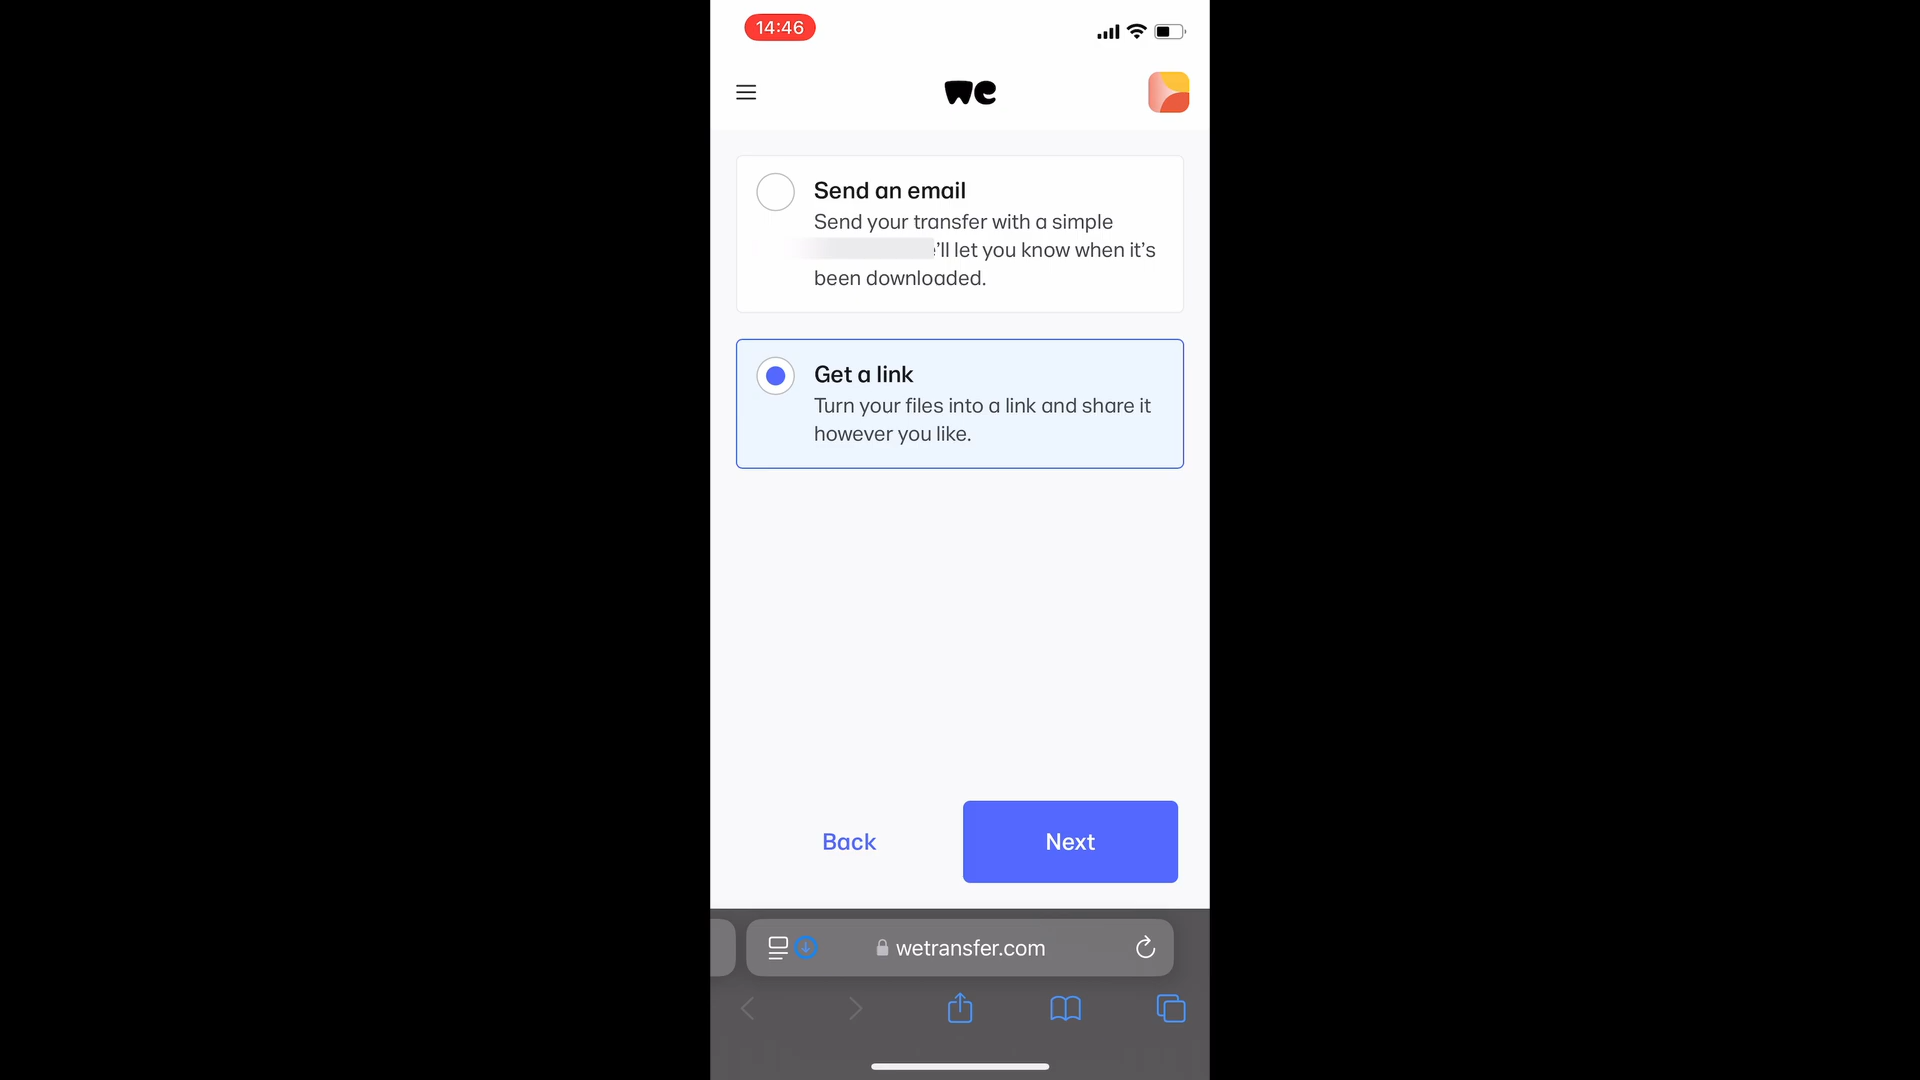 14:46
we
Send an email
Send your transfer with a simple
'll let you know when it's
been downloaded.
Get a link
Turn your files into a link and share it
however you like.
Back Next
wetransfer.com